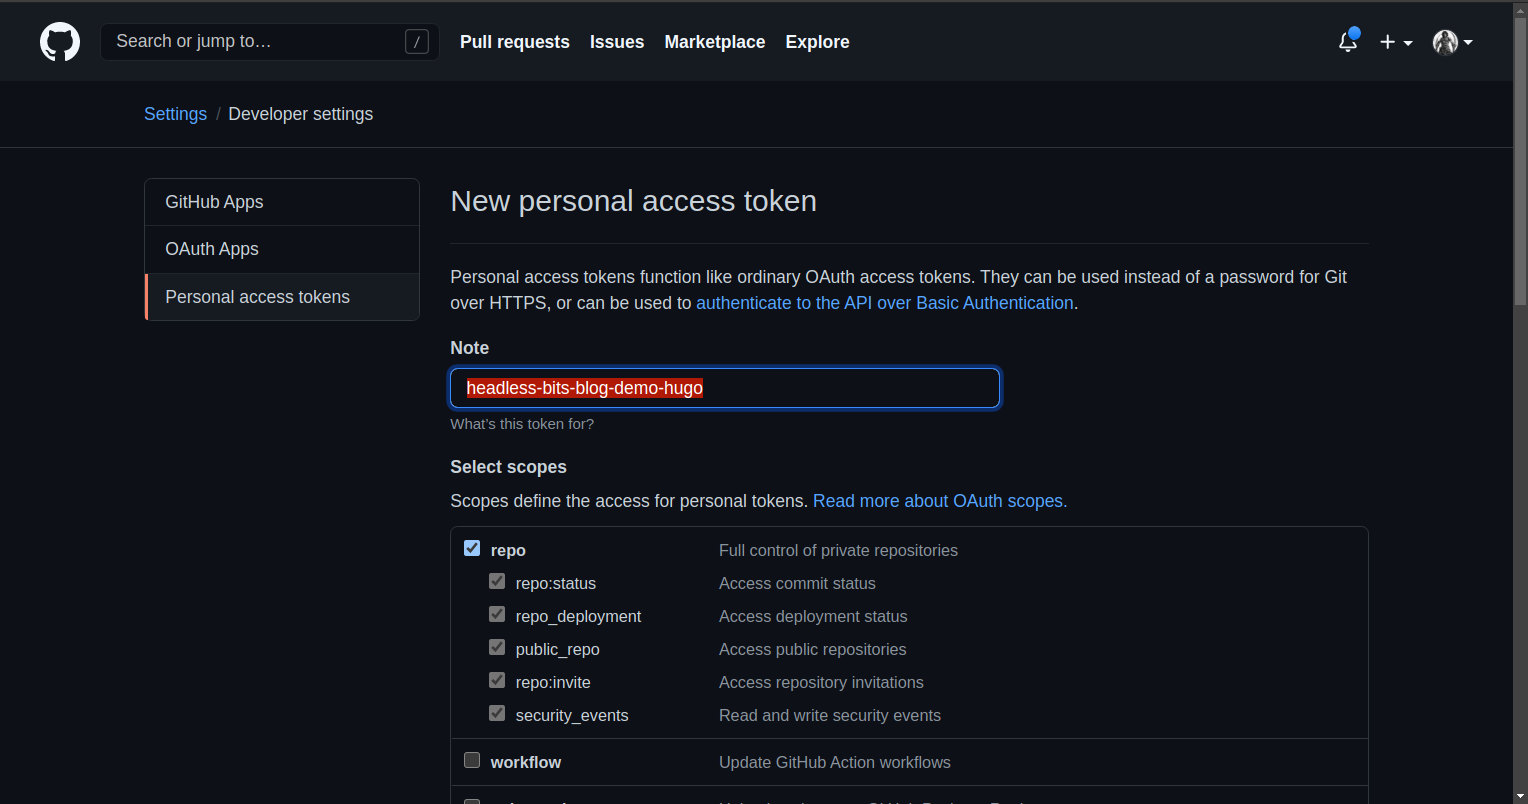 Search or jump to…
/
Pull requests
Issues
Marketplace
Explore
Settings / Developer settings
GitHub Apps
OAuth Apps
Personal access tokens
New personal access token
Personal access tokens function like ordinary OAuth access tokens. They can be used instead of a password for Git
over HTTPS, or can be used to authenticate to the API over Basic Authentication.
Note
headless-bits-blog-demo-hugo
What's this token for?
Select scopes
Scopes define the access for personal tokens. Read more about OAuth scopes.
repo Full control of private repositories
repo:status Access commit status
repo_deployment Access deployment status
public_repo Access public repositories
repo:invite Access repository invitations
security_events Read and write security events
workflow Update GitHub Action workflows